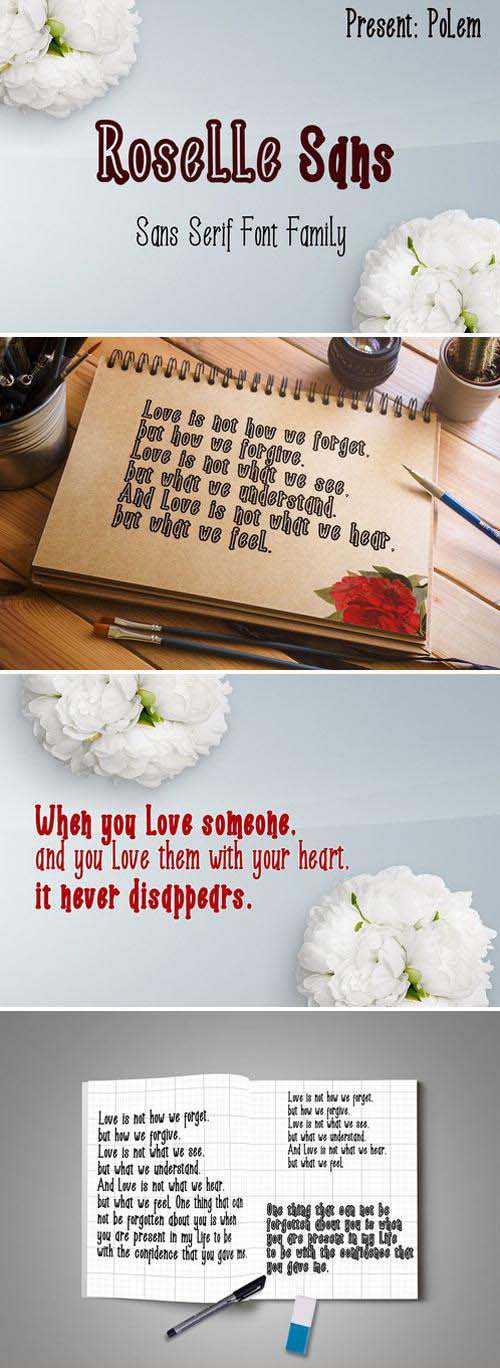 Present: PoLem
RoseLLe Sans
Sans Serif Font Family
Love is not how we forget,
but how we forgive.
Love is not what we see,
but what we understand.
And Love is not what we hear,
but what we feel.
When you Love someone,
and you Love them with your heart,
it never disappears.
Love is not how we forget,
but how we forgive.
Love is not what we see,
but what we understand.
And Love is not what we hear.
but what we feel. One thing that can
not be forgotten about you is when
you are present in my Life to be
with the confidence that you gave me.
Love is not how we forget,
but how we forgive.
Love is not what we see,
but what we understand.
And Love is not what we hear,
but what we feel.
One thing that can not be
forgotten about you is when
you are present in my Life
to be with the confidence that
you gave me.